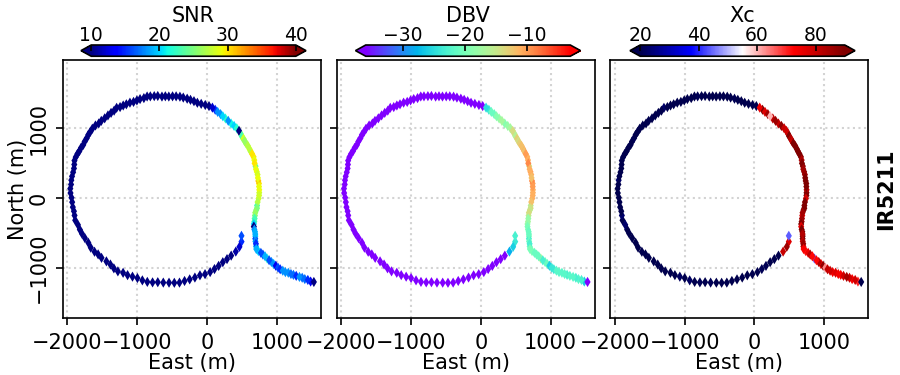 SNR DBV Xc
10 20 30 40 −30 −20 −10 20 40 60 80
North (m)
1000
0
−1000
IR5211
−2000 −1000 0 1000 −2000 −1000 0 1000 −2000 −1000 0 1000
East (m) East (m) East (m)